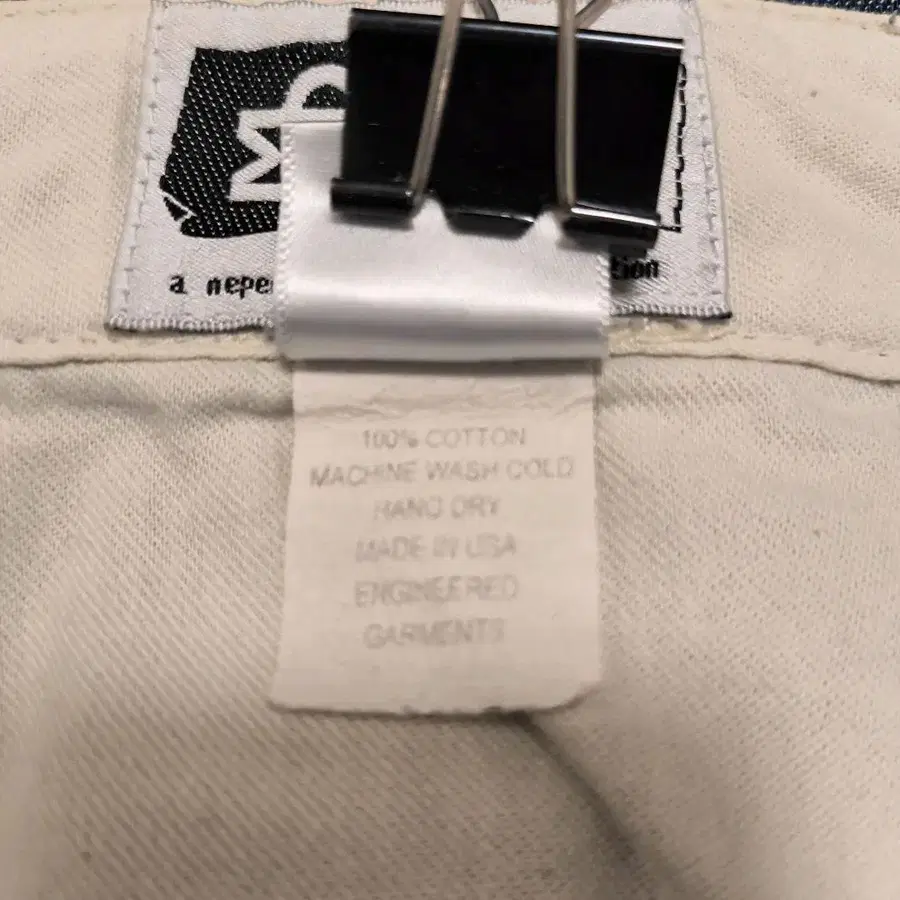 a nepe
tion
100% COTTON
MACHINE WASH COLD
HANG DRY
MADE IN USA
ENGINEERED
GARMENTS